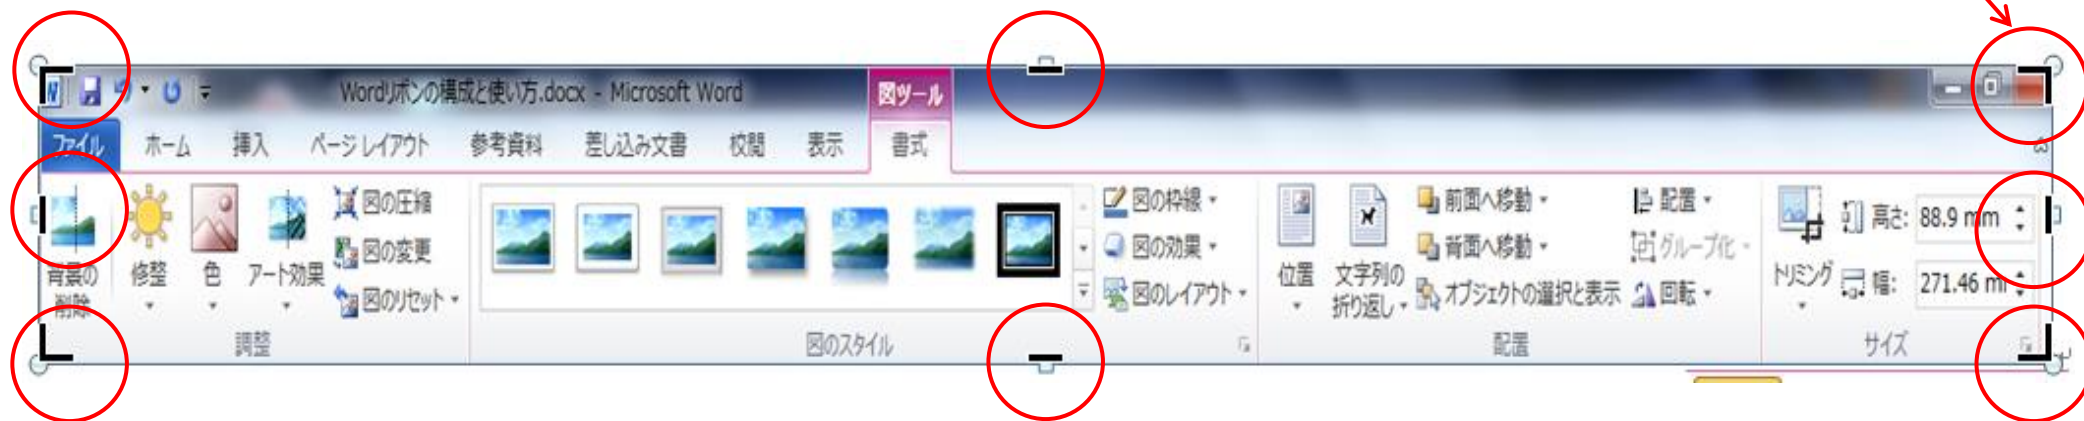 Wordリボンの構成と使い方.docx - Microsoft Word
図ツール
ファイル ホーム 挿入 ページ レイアウト 参考資料 差し込み文書 校閲 表示 書式
背景の
削除
修整
色
アート効果
図の圧縮
図の変更
図のリセット
調整
図のスタイル
図の枠線
図の効果
図のレイアウト
位置
文字列の
折り返し
前面へ移動
背面へ移動
オブジェクトの選択と表示
配置
グループ化
回転
配置
トリミング
高さ: 88.9 mm
幅: 271.46 mr
サイズ